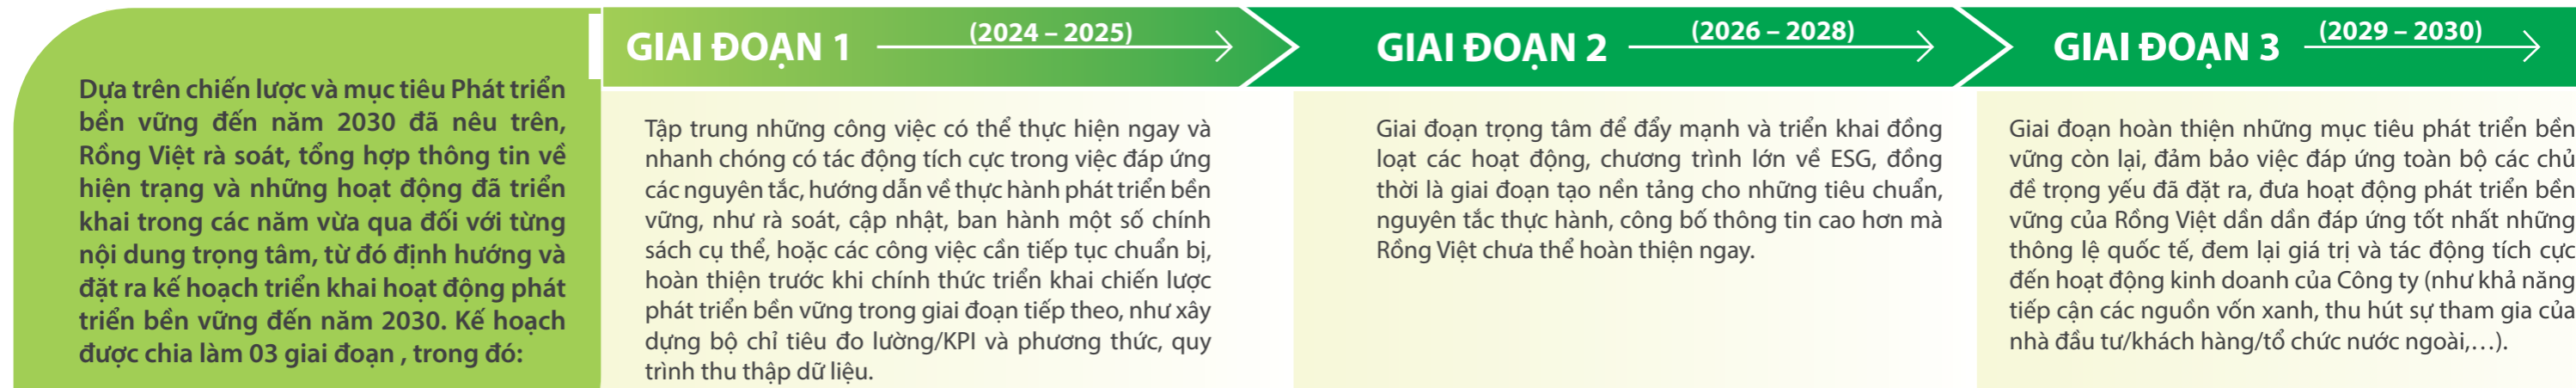 Dựa trên chiến lược và mục tiêu Phát triển
bền vững đến năm 2030 đã nêu trên,
Rồng Việt rà soát, tổng hợp thông tin về
hiện trạng và những hoạt động đã triển
khai trong các năm vừa qua đối với từng
nội dung trọng tâm, từ đó định hướng và
đặt ra kế hoạch triển khai hoạt động phát
triển bền vững đến năm 2030. Kế hoạch
được chia làm 03 giai đoạn , trong đó:
GIAI ĐOẠN 1 (2024 – 2025)
Tập trung những công việc có thể thực hiện ngay và
nhanh chóng có tác động tích cực trong việc đáp ứng
các nguyên tắc, hướng dẫn về thực hành phát triển bền
vững, như rà soát, cập nhật, ban hành một số chính
sách cụ thể, hoặc các công việc cần tiếp tục chuẩn bị,
hoàn thiện trước khi chính thức triển khai chiến lược
phát triển bền vững trong giai đoạn tiếp theo, như xây
dựng bộ chỉ tiêu đo lường/KPI và phương thức, quy
trình thu thập dữ liệu.
GIAI ĐOẠN 2 (2026 – 2028)
Giai đoạn trọng tâm để đẩy mạnh và triển khai đồng
loạt các hoạt động, chương trình lớn về ESG, đồng
thời là giai đoạn tạo nền tảng cho những tiêu chuẩn,
nguyên tắc thực hành, công bố thông tin cao hơn mà
Rồng Việt chưa thể hoàn thiện ngay.
GIAI ĐOẠN 3 (2029 – 2030)
Giai đoạn hoàn thiện những mục tiêu phát triển bền
vững còn lại, đảm bảo việc đáp ứng toàn bộ các chủ
đề trọng yếu đã đặt ra, đưa hoạt động phát triển bền
vững của Rồng Việt dần dần đáp ứng tốt nhất những
thông lệ quốc tế, đem lại giá trị và tác động tích cực
đến hoạt động kinh doanh của Công ty (như khả năng
tiếp cận các nguồn vốn xanh, thu hút sự tham gia của
nhà đầu tư/khách hàng/tổ chức nước ngoài,…).